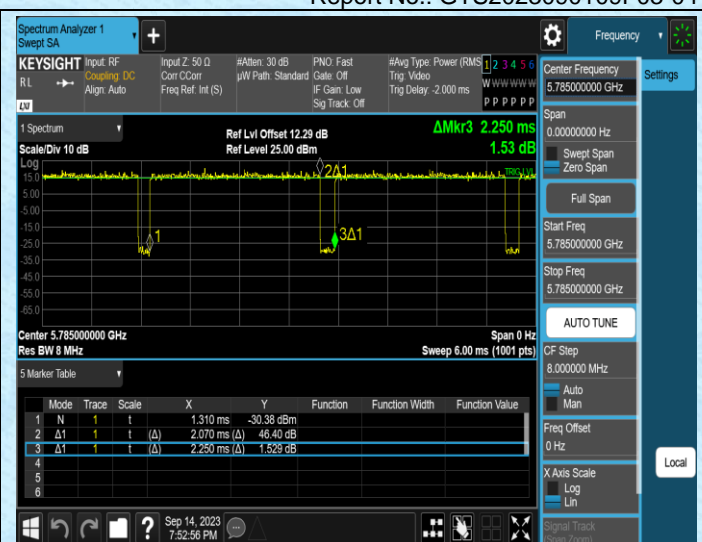 Spectrum Analyzer 1
Swept SA
+
Frequency
KEYSIGHT
RL
LXI
Input: RF
Coupling: DC
Align: Auto
Input Z: 50 Ω
Corr CCorr
Freq Ref: Int (S)
#Atten: 30 dB
µW Path: Standard
PNO: Fast
Gate: Off
IF Gain: Low
Sig Track: Off
#Avg Type: Power (RMS
Trig: Video
Trig Delay: -2.000 ms
1 2 3 4 5 6
W W W W W W
P P P P P P
1 Spectrum
Scale/Div 10 dB
Ref Lvl Offset 12.29 dB
Ref Level 25.00 dBm
ΔMkr3 2.250 ms
1.53 dB
Log
15.0
5.00
-5.00
-15.0
-25.0
-35.0
-45.0
-55.0
-65.0
2Δ1
TRIG LVL
1
3Δ1
Center 5.785000000 GHz
Res BW 8 MHz
Span 0 Hz
Sweep 6.00 ms (1001 pts)
5 Marker Table
Mode Trace Scale X Y Function Function Width Function Value
1 N 1 t 1.310 ms -30.38 dBm
2 Δ1 1 t (Δ) 2.070 ms (Δ) 46.40 dB
3 Δ1 1 t (Δ) 2.250 ms (Δ) 1.529 dB
4
5
6
Sep 14, 2023
7:52:56 PM
Center Frequency
5.785000000 GHz
Span
0.00000000 Hz
Swept Span
Zero Span
Full Span
Start Freq
5.785000000 GHz
Stop Freq
5.785000000 GHz
AUTO TUNE
CF Step
8.000000 MHz
Auto
Man
Freq Offset
0 Hz
X Axis Scale
Log
Lin
Signal Track
(Span Zoom)
Settings
Local